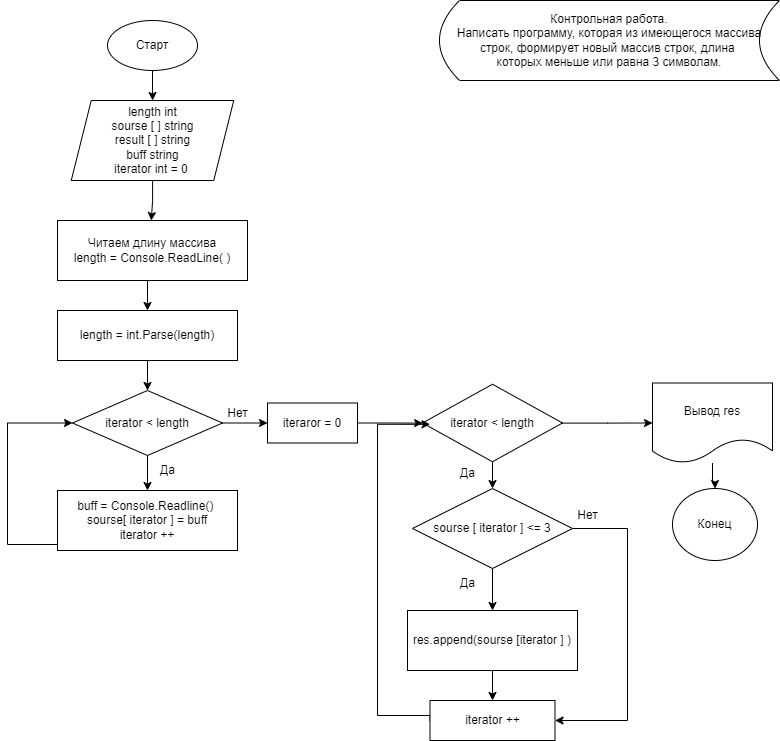 Контрольная работа.
Написать программу, которая из имеющегося массива
строк, формирует новый массив строк, длина
которых меньше или равна 3 символам.
Старт
length int
sourse [ ] string
result [ ] string
buff string
iterator int = 0
Читаем длину массива
length = Console.ReadLine( )
length = int.Parse(length)
iterator < length
Нет
Да
buff = Console.Readline()
sourse[ iterator ] = buff
iterator ++
iteraror = 0
iterator < length
Да
sourse [ iterator ] <= 3
Нет
Да
res.append(sourse [iterator ] )
iterator ++
Вывод res
Конец